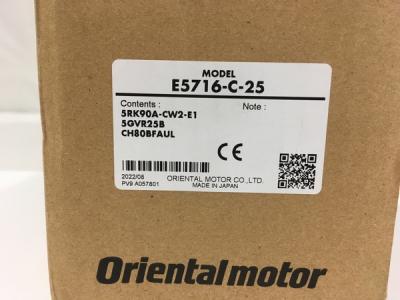 MODEL
E5716-C-25
Contents : Note :
5RK90A-CW2-E1
5GVR25B
CH80BFAUL
CE
2022/08
PV9 A057801
ORIENTAL MOTOR CO.,LTD.
MADE IN JAPAN
Orientalmotor